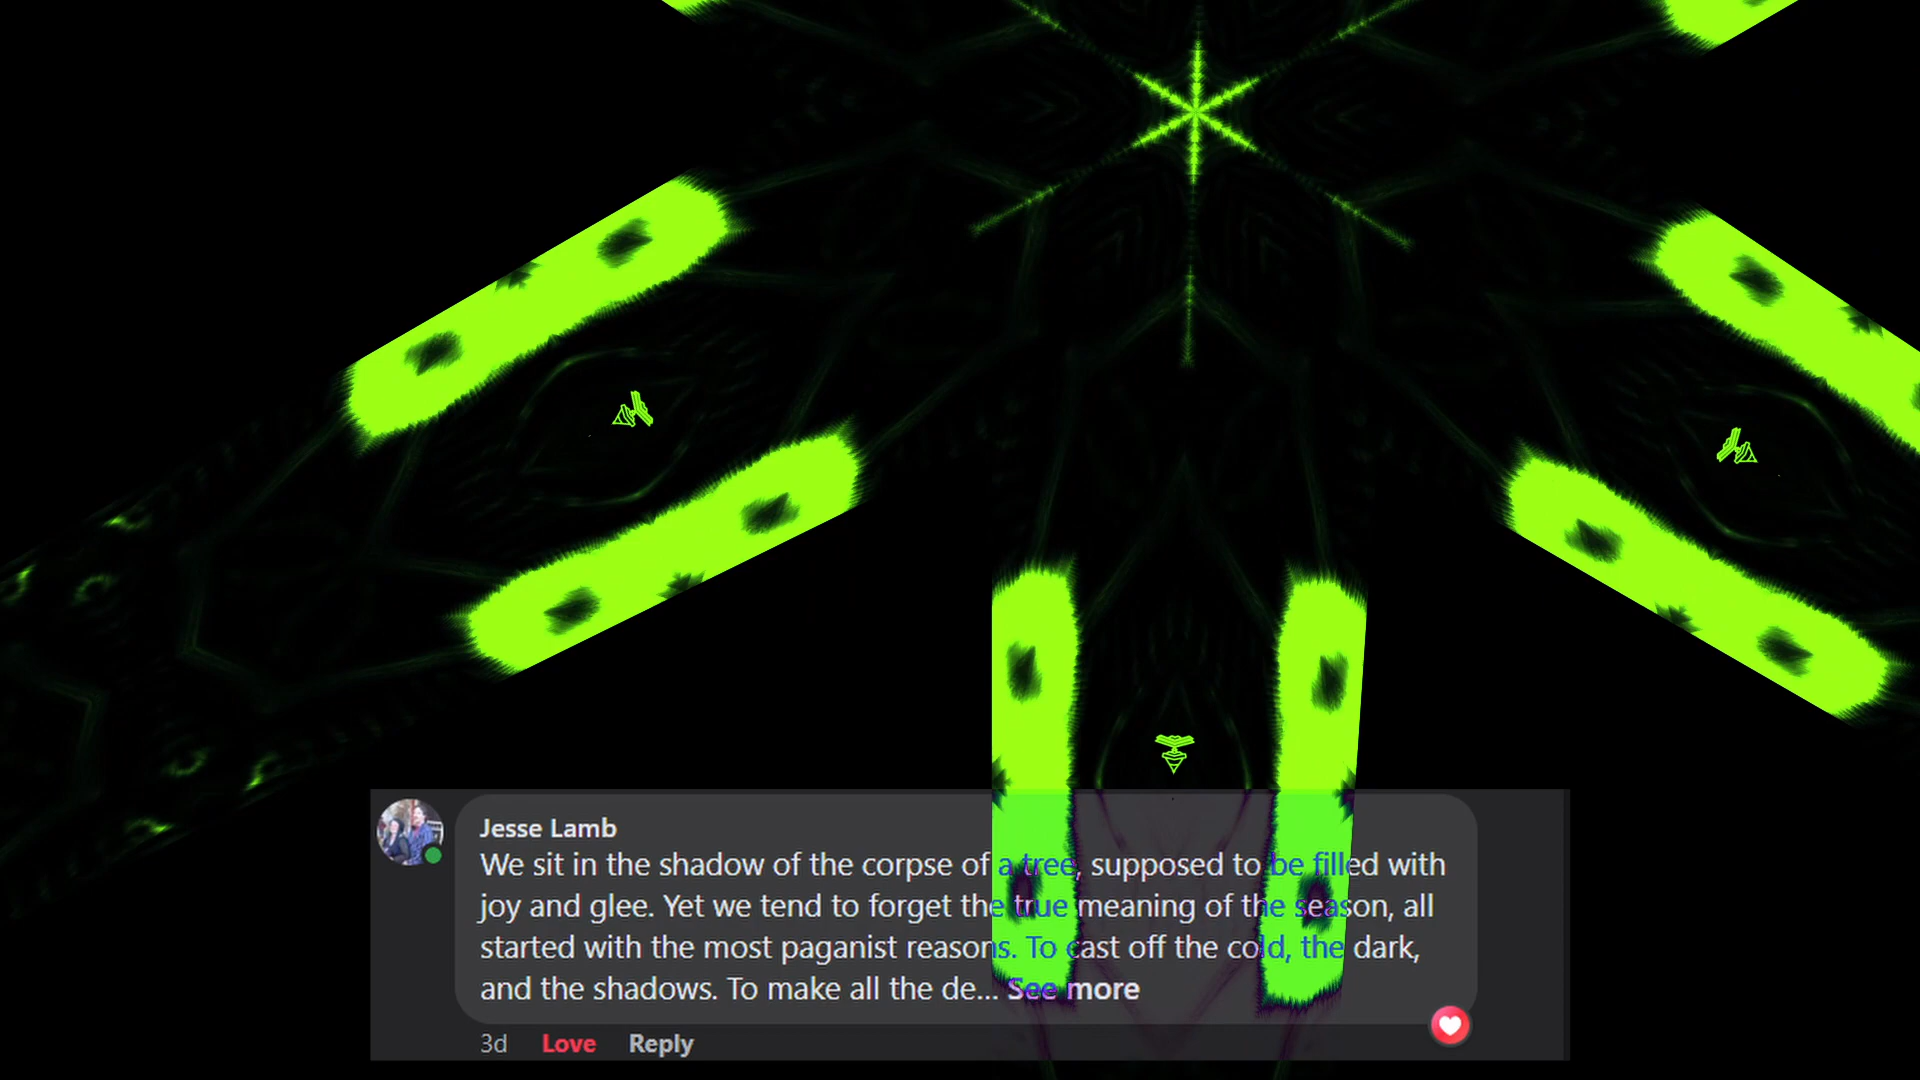 Jesse Lamb
We sit in the shadow of the corpse of a tree, supposed to be filled with
joy and glee. Yet we tend to forget the true meaning of the season, all
started with the most paganist reasons. To cast off the cold, the dark,
and the shadows. To make all the de... See more
3d Love Reply